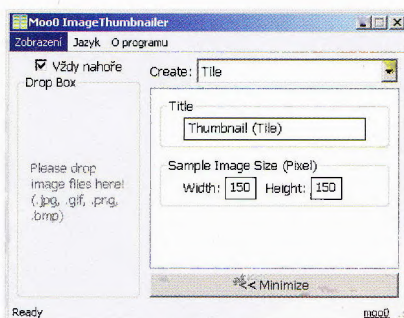 Moo0 ImageThumbnailer
Zobrazení Jazyk O programu
Vždy nahoře
Create: Tile
Drop Box
Title
Thumbnail (Tile)
Please drop
image files here!
(.jpg, .gif, .png,
.bmp)
Sample Image Size (Pixel)
Width: 150 Height: 150
<< Minimize
Ready
moo0